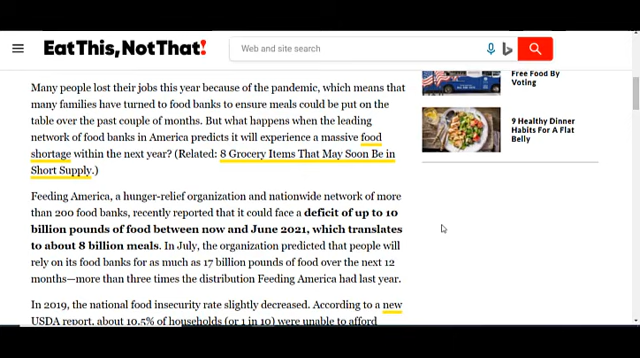 Eat This, Not That!
Web and site search
Many people lost their jobs this year because of the pandemic, which means that
many families have turned to food banks to ensure meals could be put on the
table over the past couple of months. But what happens when the leading
network of food banks in America predicts it will experience a massive food
shortage within the next year? (Related: 8 Grocery Items That May Soon Be in
Short Supply.)
Feeding America, a hunger-relief organization and nationwide network of more
than 200 food banks, recently reported that it could face a deficit of up to 10
billion pounds of food between now and June 2021, which translates
to about 8 billion meals. In July, the organization predicted that people will
rely on its food banks for as much as 17 billion pounds of food over the next 12
months—more than three times the distribution Feeding America had last year.
In 2019, the national food insecurity rate slightly decreased. According to a new
USDA report, about 10.5% of households (or 1 in 10) were unable to afford
Free Food By
Voting
9 Healthy Dinner
Habits For A Flat
Belly